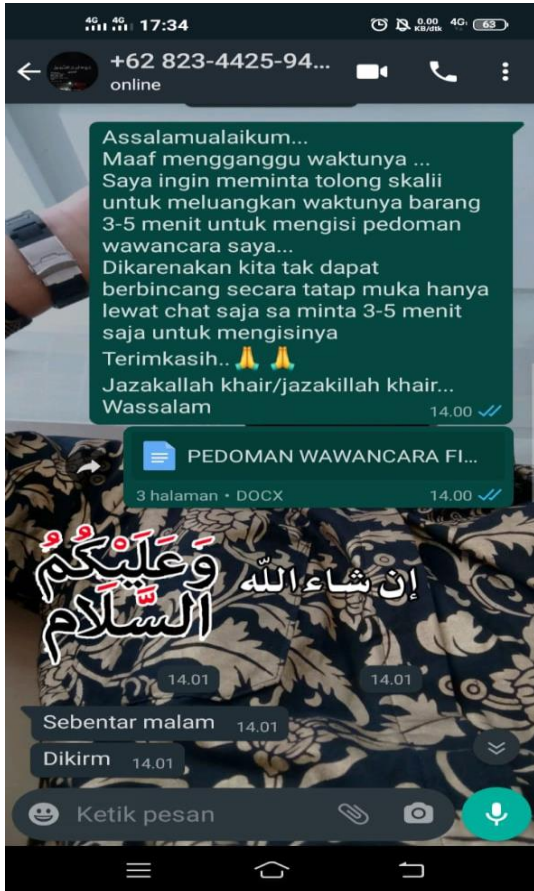 4G 4G 17:34 0.00 KB/dtk 4G 63
+62 823-4425-94...
online
Assalamualaikum...
Maaf mengganggu waktunya ...
Saya ingin meminta tolong skalii
untuk meluangkan waktunya barang
3-5 menit untuk mengisi pedoman
wawancara saya...
Dikarenakan kita tak dapat
berbincang secara tatap muka hanya
lewat chat saja sa minta 3-5 menit
saja untuk mengisinya
Terimkasih.. 🙏 🙏
Jazakallah khair/jazakillah khair...
Wassalam
14.00
PEDOMAN WAWANCARA FI...
3 halaman • DOCX 14.00
وَعَلَيْكُمُ
السَّلَام
إن شاء الله
14.01 14.01
Sebentar malam 14.01
Dikirm 14.01
Ketik pesan